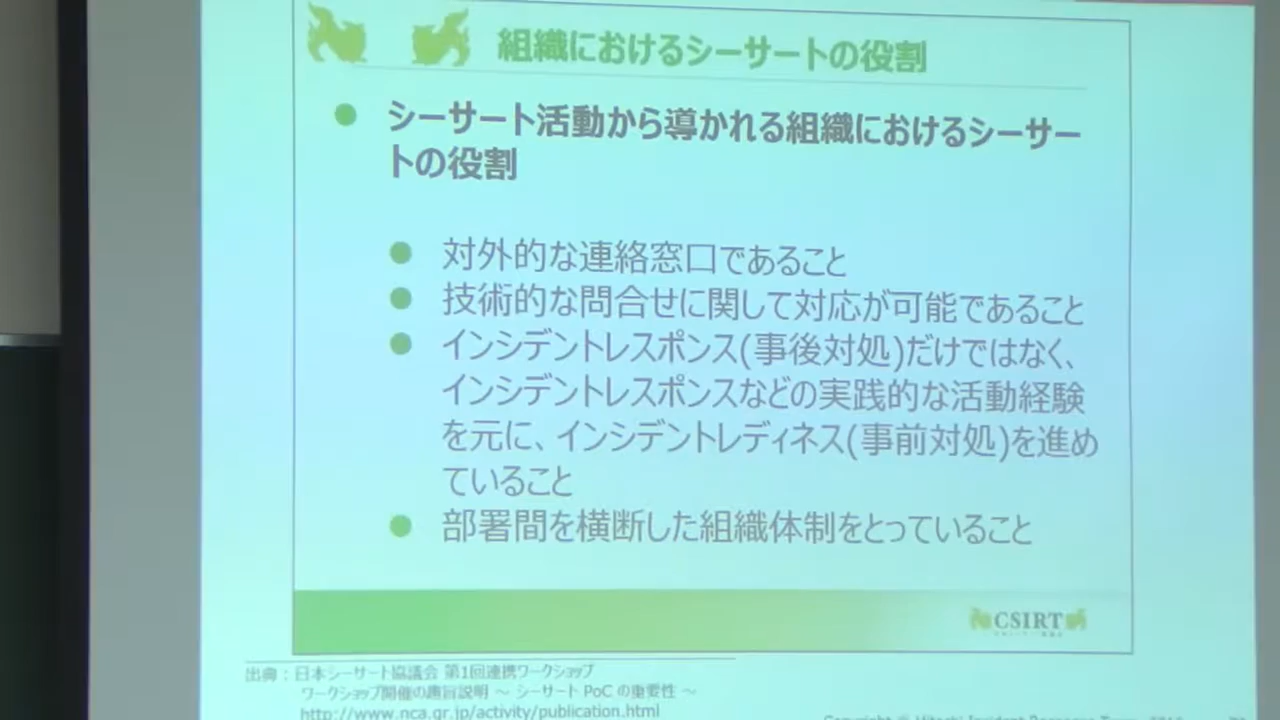 組織におけるシーサートの役割
シーサート活動から導かれる組織におけるシーサー
トの役割
対外的な連絡窓口であること
技術的な問合せに関して対応が可能であること
インシデントレスポンス(事後対処)だけではなく、
インシデントレスポンスなどの実践的な活動経験
を元に、インシデントレディネス(事前対処)を進め
ていること
部署間を横断した組織体制をとっていること
CSIRT
出典：日本シーサート協議会 第1回連携ワークショップ
ワークショップ開催の趣旨説明 ～ シーサート PoC の重要性 ～
http://www.nca.gr.jp/activity/publication.html
Copyright © Hitachi Incident Response Team